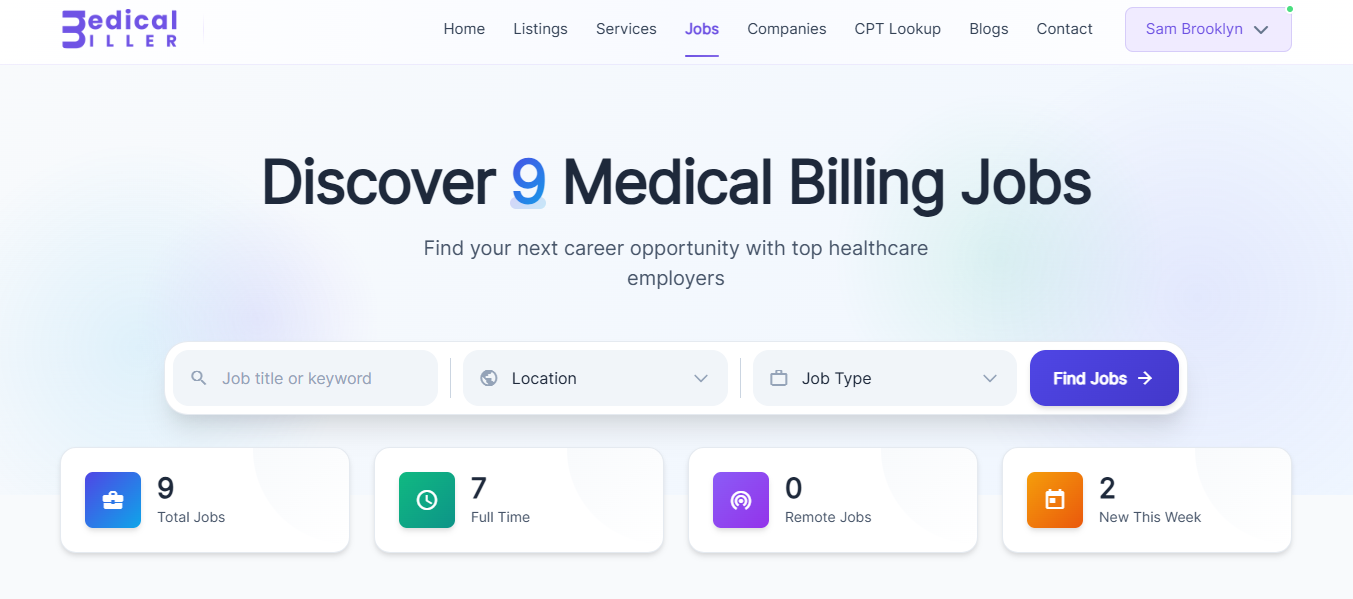 Medical
BILLER
Home Listings Services Jobs Companies CPT Lookup Blogs Contact Sam Brooklyn
Discover 9 Medical Billing Jobs
Find your next career opportunity with top healthcare
employers
Job title or keyword Location Job Type Find Jobs
9 7 0 2
Total Jobs Full Time Remote Jobs New This Week